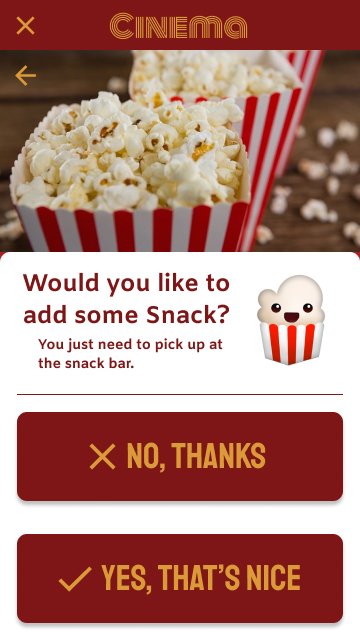 CINEMA
Would you like to
add some Snack?
You just need to pick up at
the snack bar.
NO, THANKS
YES, THAT'S NICE